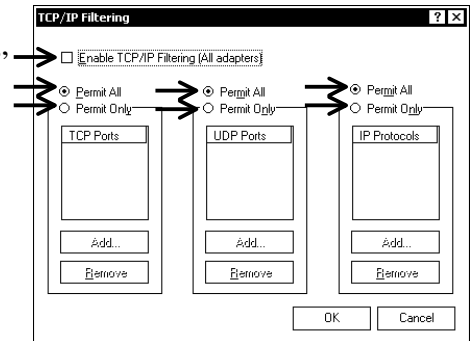 TCP/IP Filtering
”
Enable TCP/IP Filtering (All adapters)
Permit All
Permit Only
TCP Ports
Add...
Remove
Permit All
Permit Only
UDP Ports
Add...
Remove
Permit All
Permit Only
IP Protocols
Add...
Remove
OK
Cancel